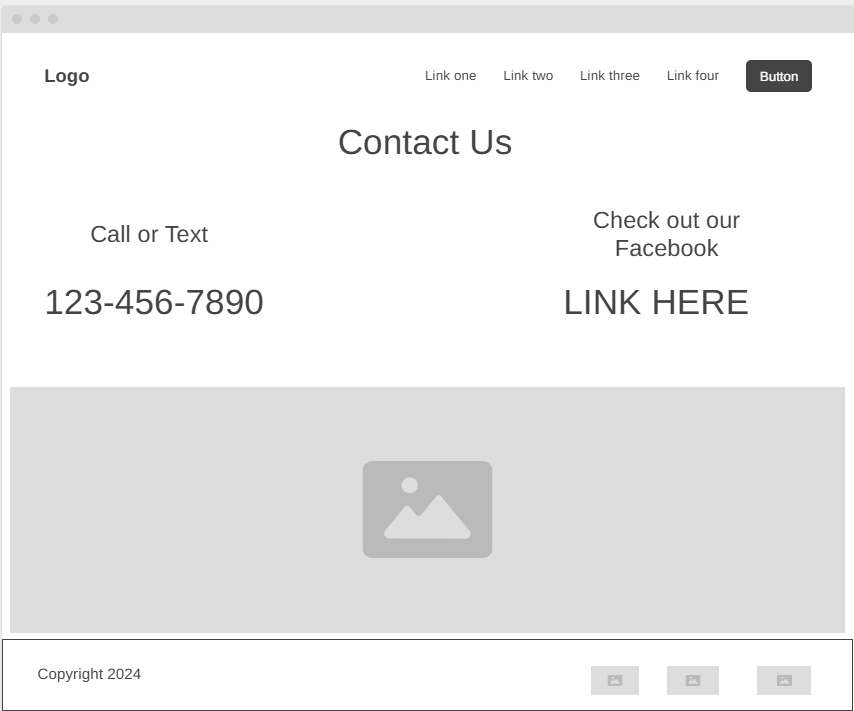 Logo
Link one
Link two
Link three
Link four
Button
Contact Us
Call or Text
123-456-7890
Check out our
Facebook
LINK HERE
Copyright 2024